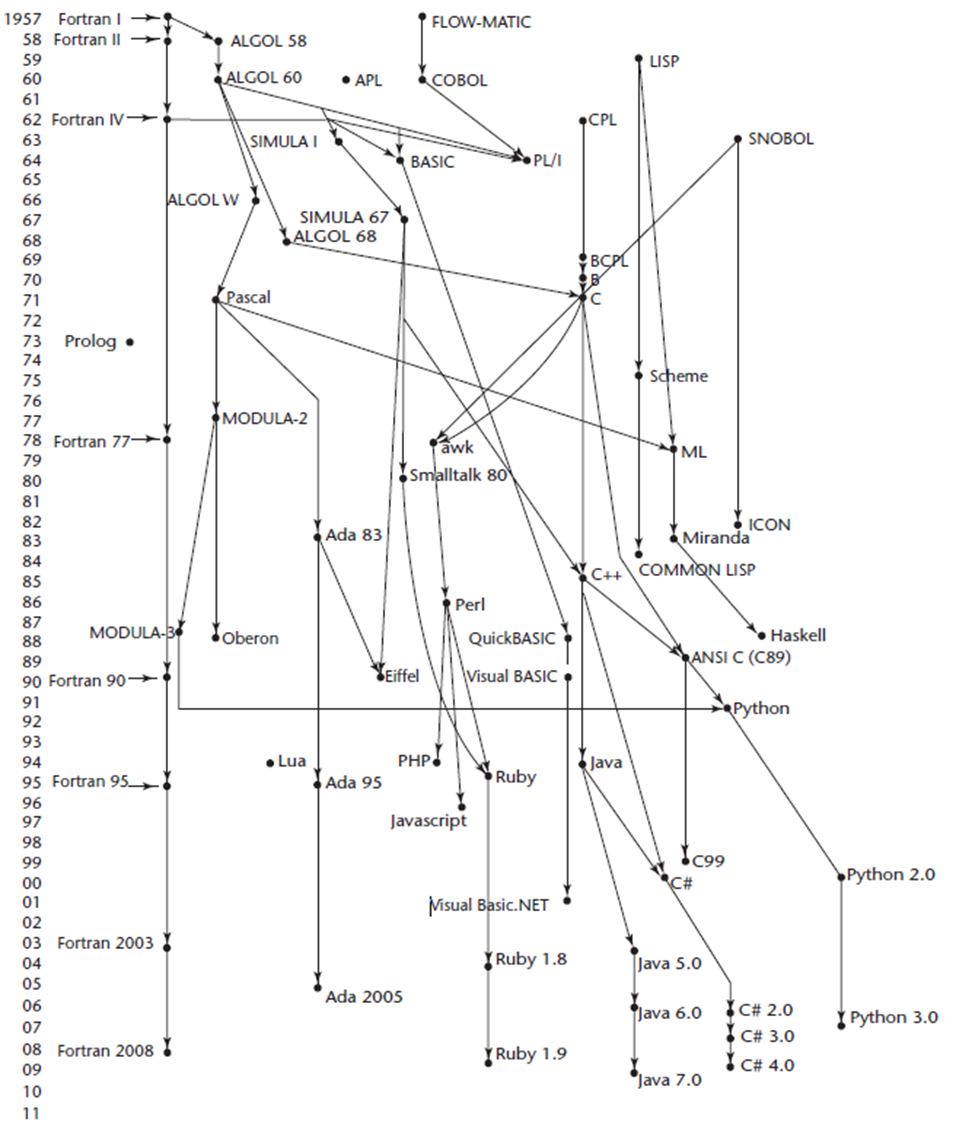 1957 Fortran I FLOW-MATIC
58 Fortran II ALGOL 58
59 LISP
60 ALGOL 60 APL COBOL
61
62 Fortran IV CPL
63 SIMULA I SNOBOL
64 BASIC PL/I
65
66 ALGOL W
67 SIMULA 67
68 ALGOL 68
69 BCPL
70 B
71 Pascal C
72
73 Prolog
74
75 Scheme
76
77 MODULA-2
78 Fortran 77 awk ML
79
80 Smalltalk 80
81
82 ICON
83 Ada 83 Miranda
84 COMMON LISP
85 C++
86 Perl
87 MODULA-3 Haskell
88 Oberon QuickBASIC
89 ANSI C (C89)
90 Fortran 90 Eiffel Visual BASIC
91 Python
92
93
94 Lua PHP Java
95 Fortran 95 Ada 95 Ruby
96 Javascript
97
98
99 C99
00 C# Python 2.0
01 Visual Basic.NET
02
03 Fortran 2003 Ruby 1.8
04 Java 5.0
05 Ada 2005
06 Java 6.0 C# 2.0
07 C# 3.0 Python 3.0
08 Fortran 2008 Ruby 1.9
09 Java 7.0 C# 4.0
10
11